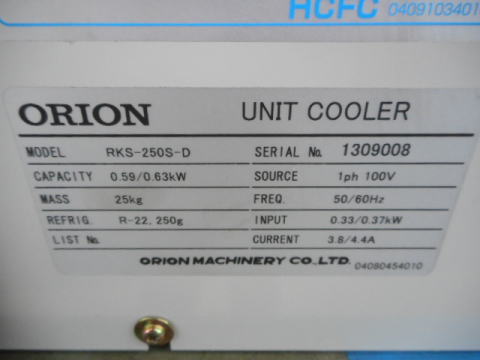 HCFC 0409103401
ORION UNIT COOLER
MODEL RKS-250S-D SERIAL No. 1309008
CAPACITY 0.59/0.63kW SOURCE 1ph 100V
MASS 25kg FREQ. 50/60Hz
REFRIG. R-22, 250g INPUT 0.33/0.37kW
LIST No. CURRENT 3.8/4.4A
ORION MACHINERY CO.,LTD. 04080454010